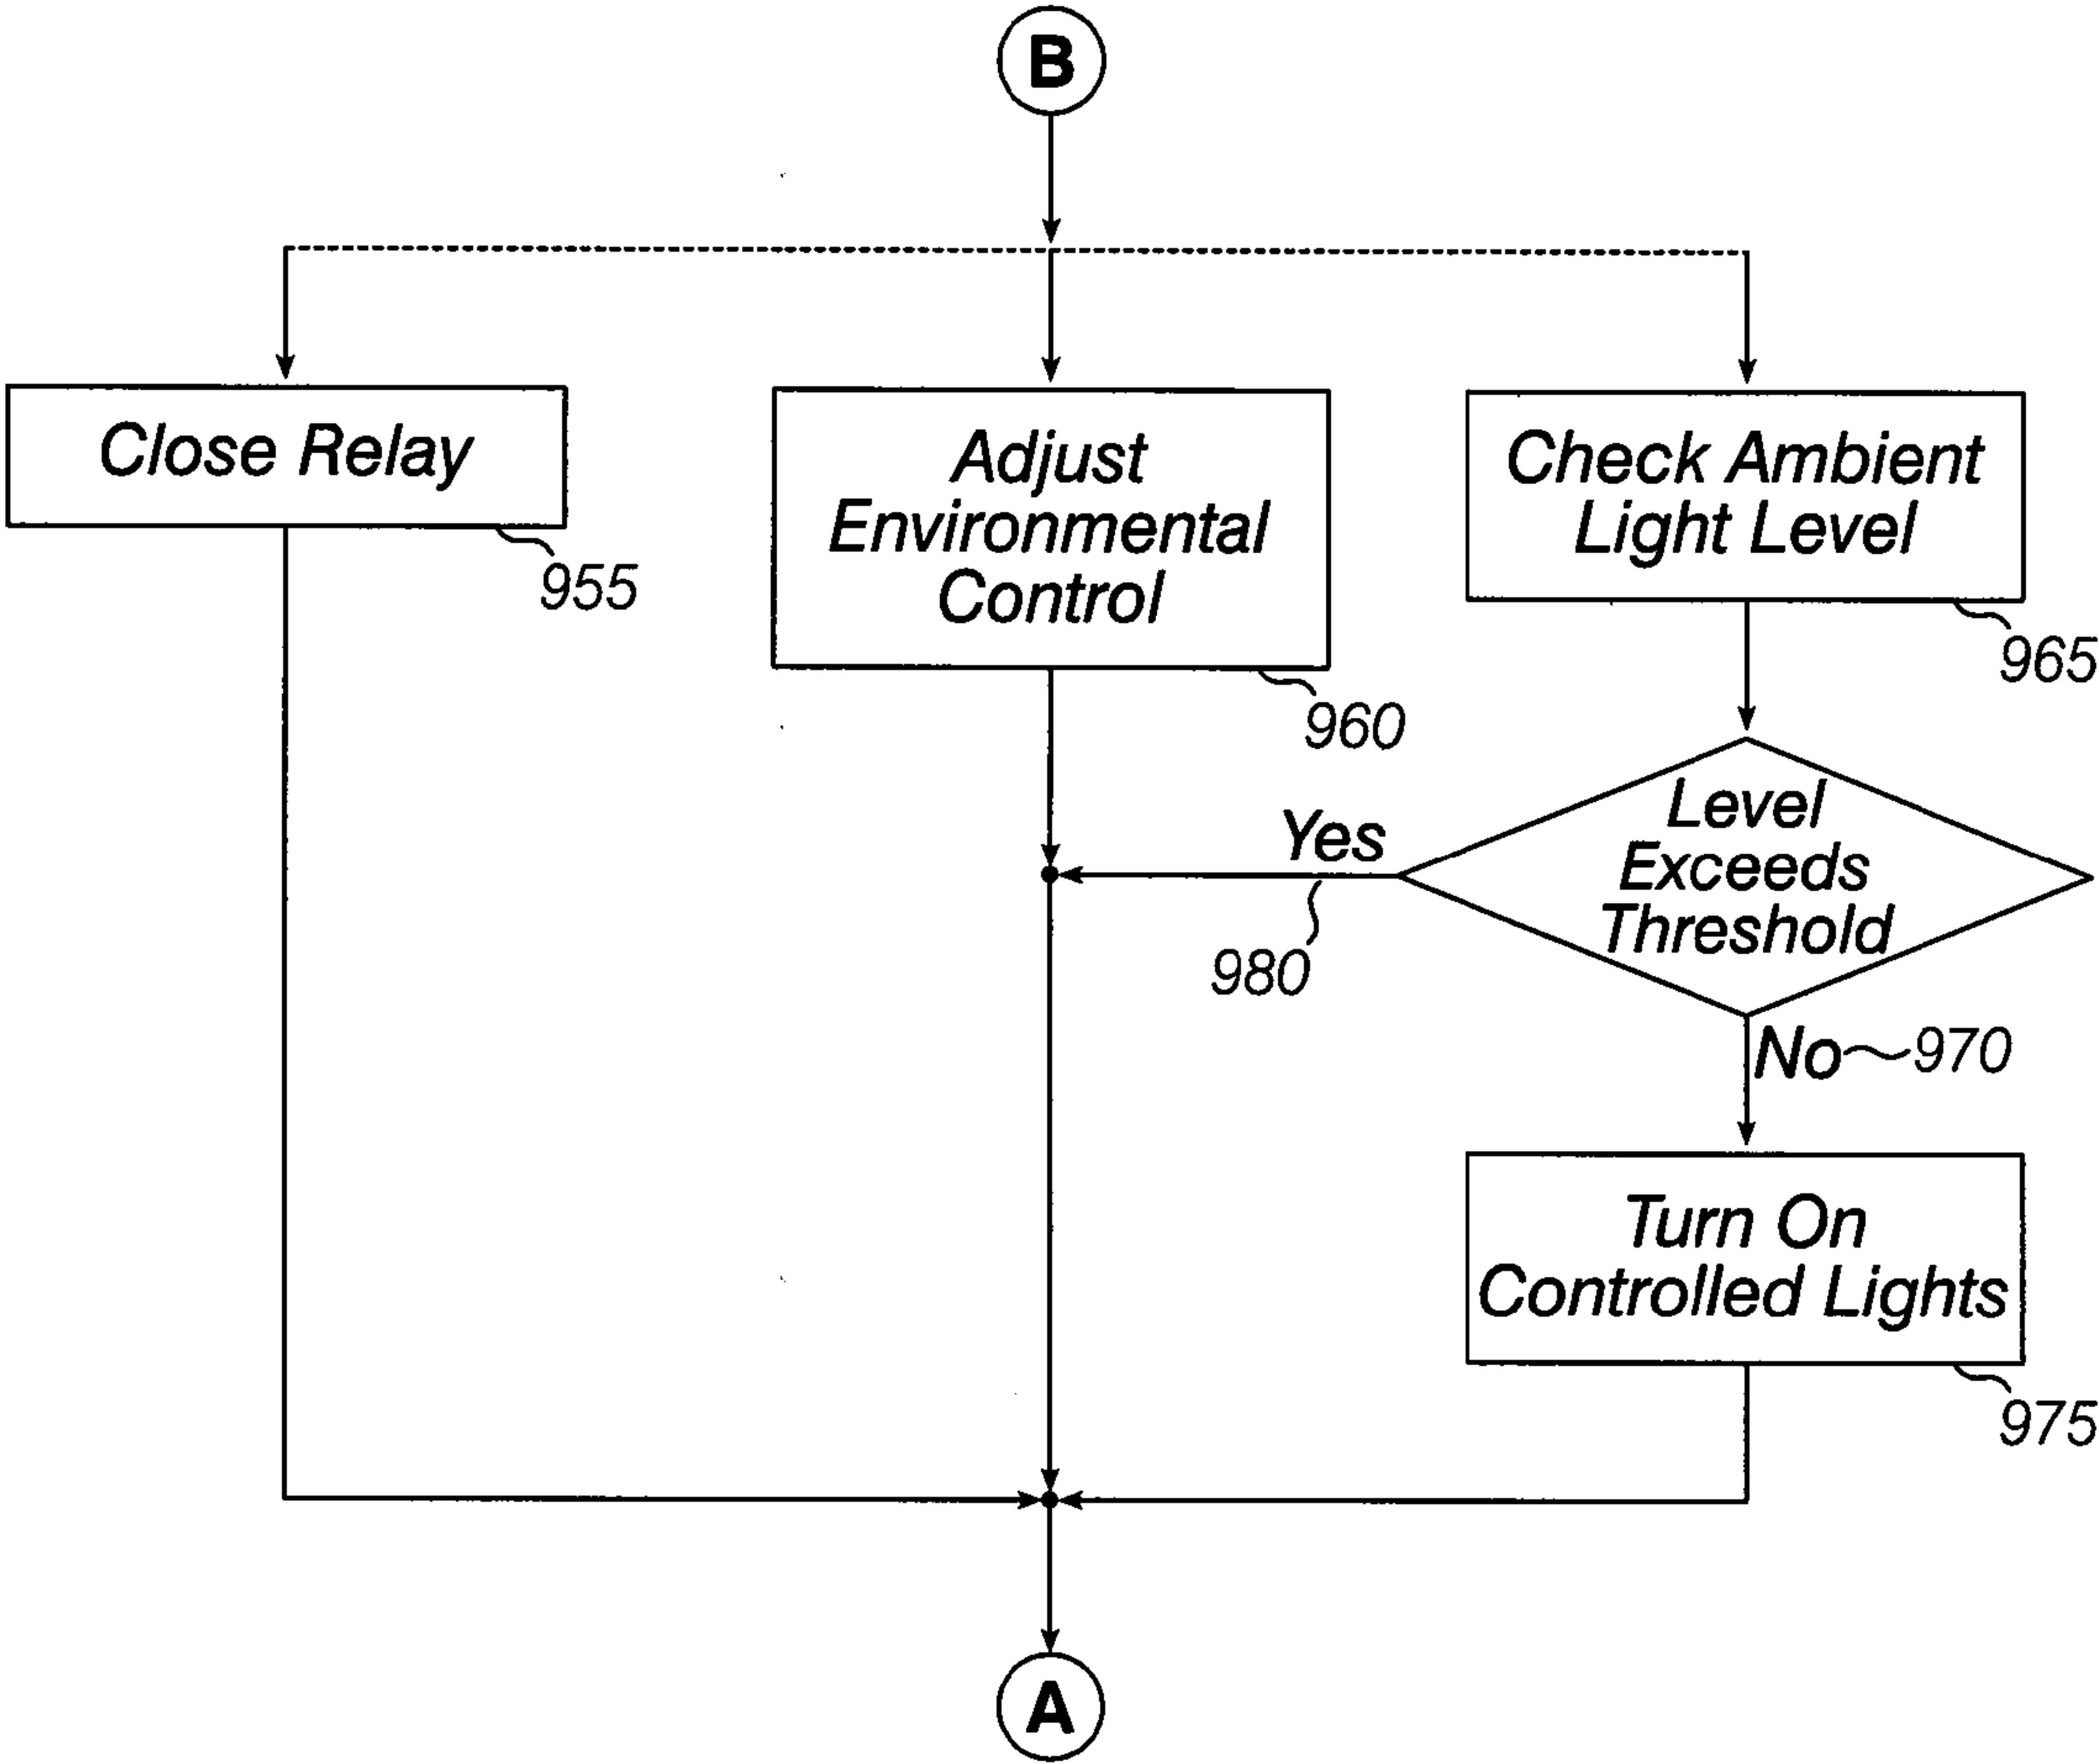 B
Close Relay
955
Adjust
Environmental
Control
960
Check Ambient
Light Level
965
Level
Exceeds
Threshold
Yes
980
No
970
Turn On
Controlled Lights
975
A